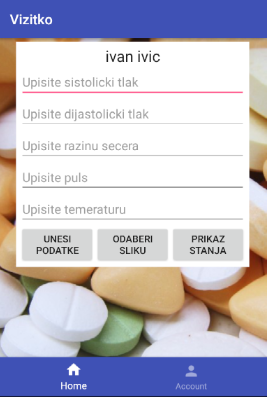 Vizitko
ivan ivic
Upisite sistolicki tlak
Upisite dijastolicki tlak
Upisite razinu secera
Upisite puls
Upisite temeraturu
UNESI
PODATKE
ODABERI
SLIKU
PRIKAZ
STANJA
Home
Account